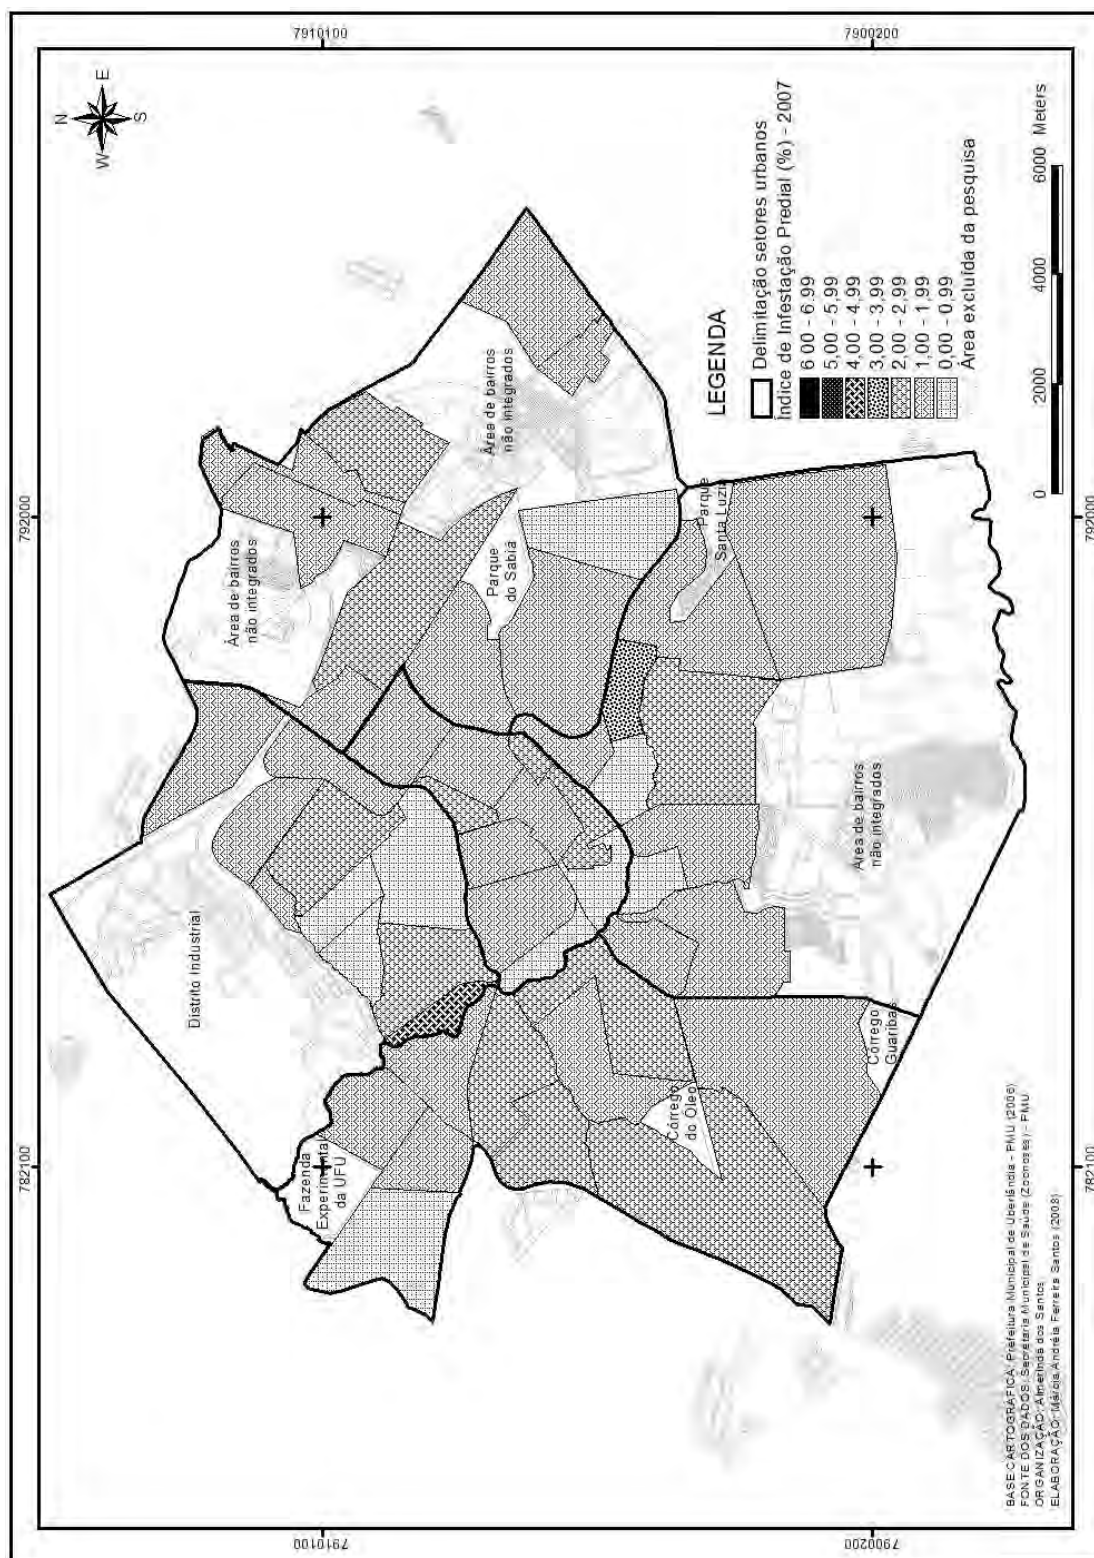 7910100
7900200
N
E
W
S
782100
792000
Distrito Industrial
Área de bairros
não integrados
Área de bairros
não integrados
Fazenda
Experimental
da UFU
Parque
do Sabiá
Parque
Santa Luzia
Córrego
do Óleo
Área de bairros
não integrados
Córrego
Guaribas
LEGENDA
Delimitação setores urbanos
Índice de Infestação Predial (%) - 2007
6,00 - 6,99
5,00 - 5,99
4,00 - 4,99
3,00 - 3,99
2,00 - 2,99
1,00 - 1,99
0,00 - 0,99
Área excluída da pesquisa
0 2000 4000 6000 Meters
BASE CARTOGRÁFICA: Prefeitura Municipal de Uberlândia - PMU (2006)
FONTE DOS DADOS: Secretaria Municipal de Saúde (Zoonoses) - PMU
ORGANIZAÇÃO: Almerinda dos Santos
ELABORAÇÃO: Márcia Andréia Ferreira Santos (2008)
782100
792000
7910100
7900200